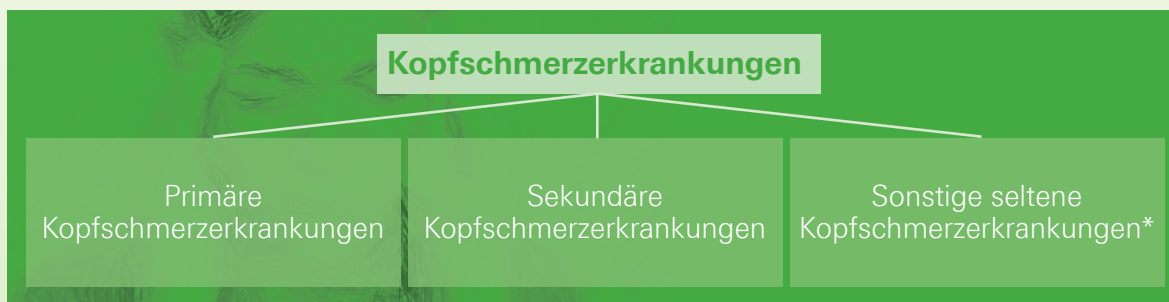 Kopfschmerzerkrankungen
Primäre
Kopfschmerzerkrankungen
Sekundäre
Kopfschmerzerkrankungen
Sonstige seltene
Kopfschmerzerkrankungen*